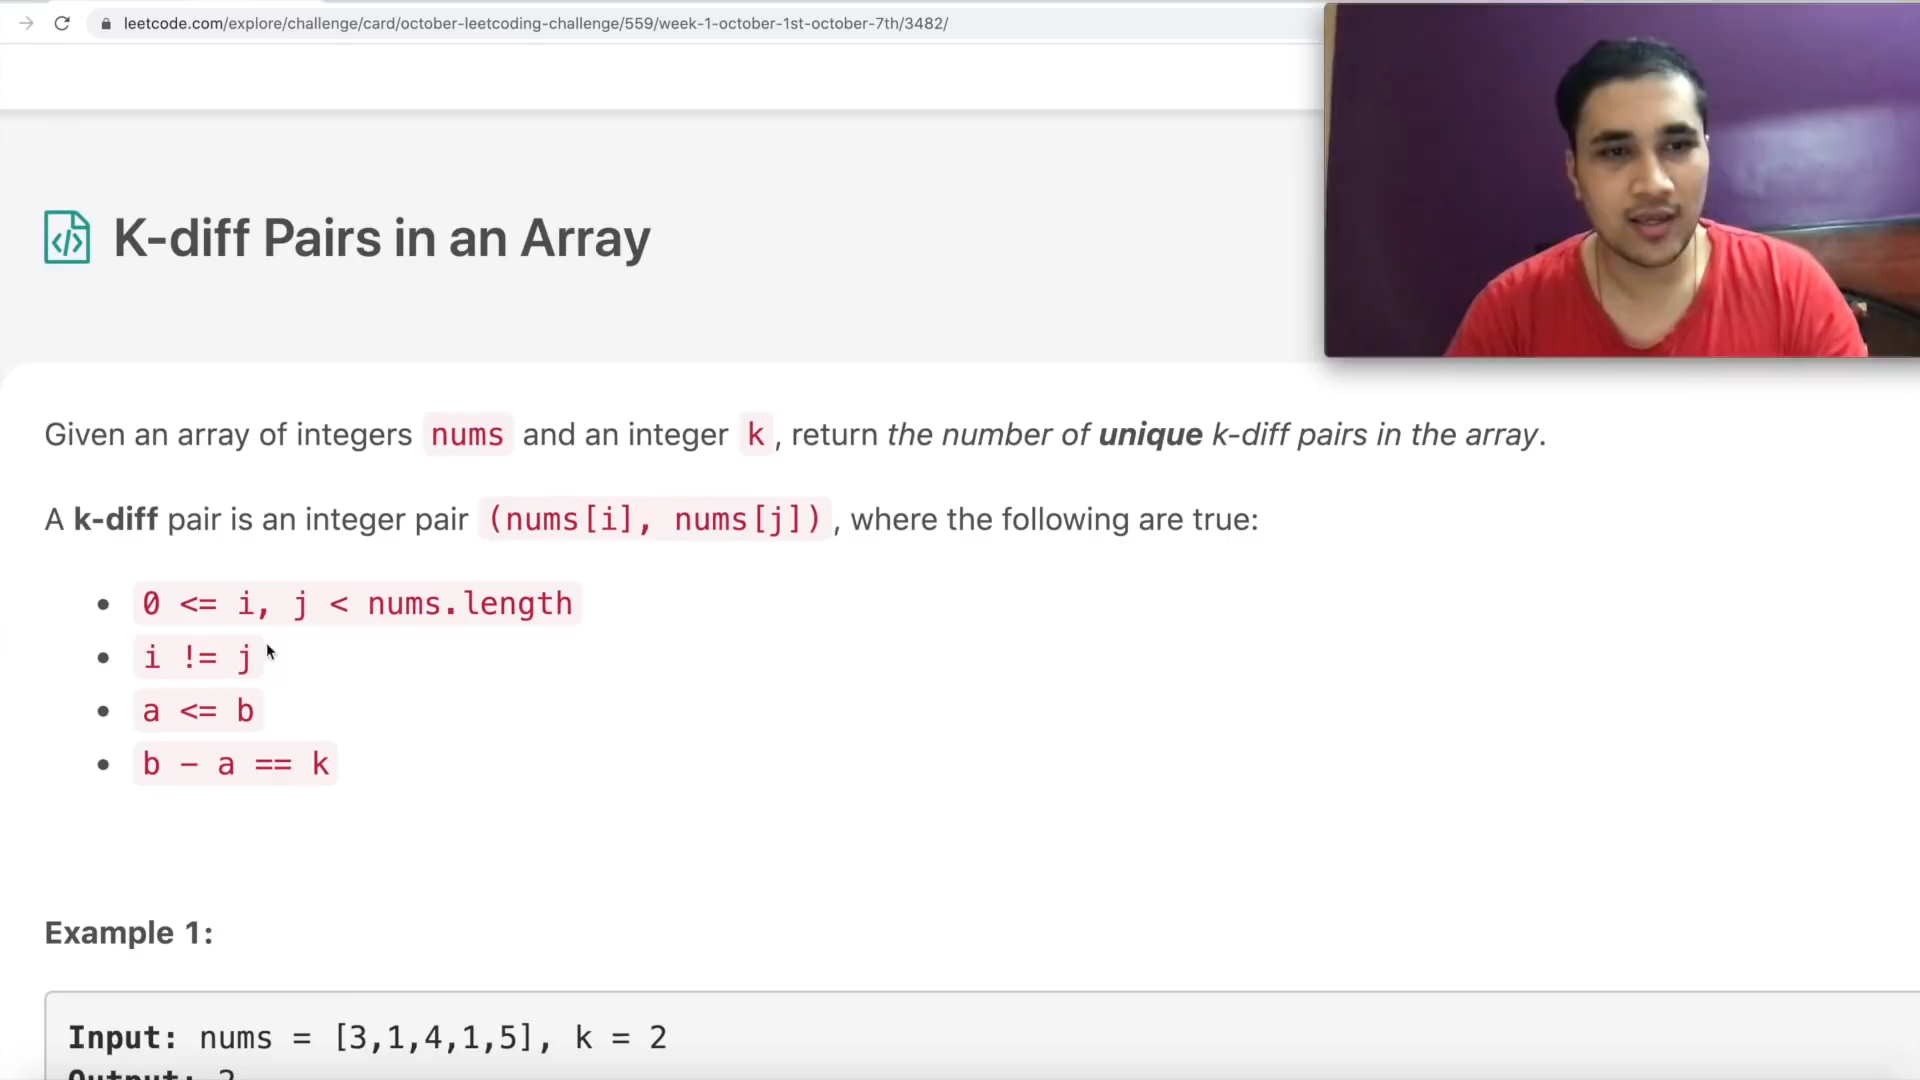 leetcode.com/explore/challenge/card/october-leetcoding-challenge/559/week-1-october-1st-october-7th/3482/
</> K-diff Pairs in an Array
Given an array of integers nums and an integer k, return the number of unique k-diff pairs in the array.
A k-diff pair is an integer pair (nums[i], nums[j]), where the following are true:
• 0 <= i, j < nums.length
• i != j
• a <= b
• b - a == k
Example 1:
Input: nums = [3,1,4,1,5], k = 2
Output: 2